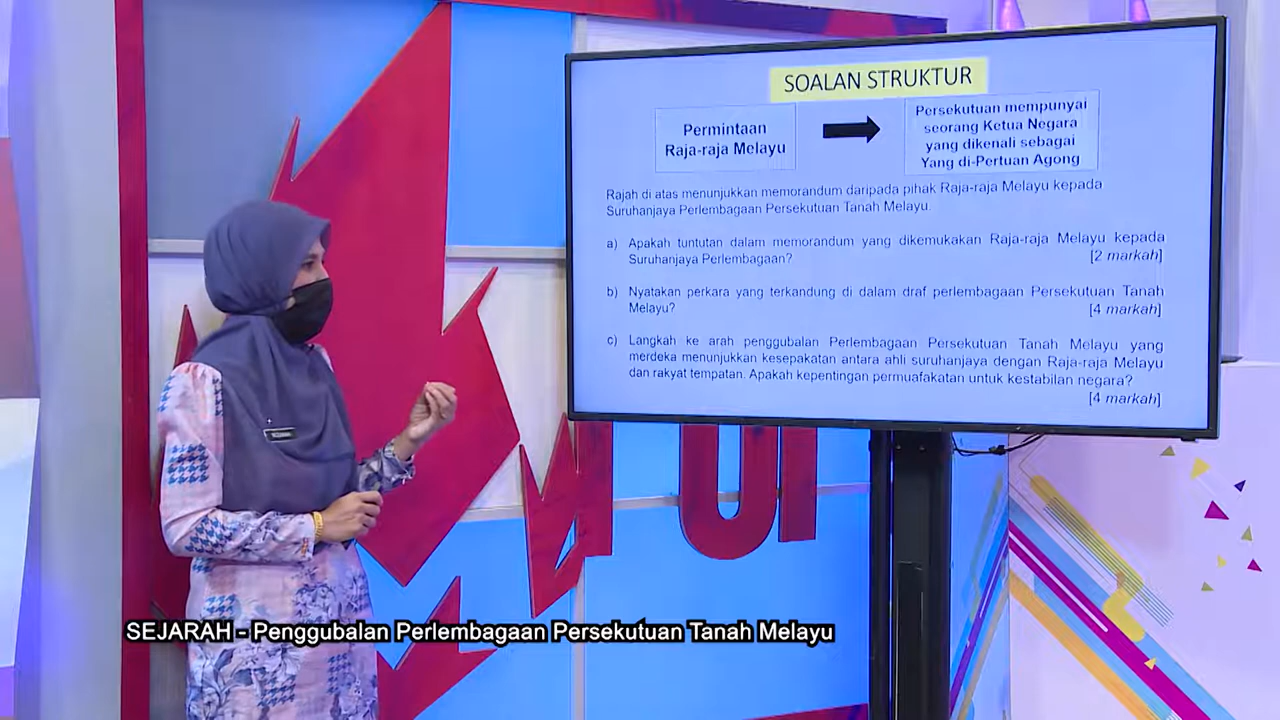 SOALAN STRUKTUR
Permintaan
Raja-raja Melayu
Persekutuan mempunyai
seorang Ketua Negara
yang dikenali sebagai
Yang di-Pertuan Agong
Rajah di atas menunjukkan memorandum daripada pihak Raja-raja Melayu kepada
Suruhanjaya Perlembagaan Persekutuan Tanah Melayu.
a) Apakah tuntutan dalam memorandum yang dikemukakan Raja-raja Melayu kepada
Suruhanjaya Perlembagaan? [2 markah]
b) Nyatakan perkara yang terkandung di dalam draf perlembagaan Persekutuan Tanah
Melayu? [4 markah]
c) Langkah ke arah penggubalan Perlembagaan Persekutuan Tanah Melayu yang
merdeka menunjukkan kesepakatan antara ahli suruhanjaya dengan Raja-raja Melayu
dan rakyat tempatan. Apakah kepentingan permuafakatan untuk kestabilan negara?
[4 markah]
SEJARAH - Penggubalan Perlembagaan Persekutuan Tanah Melayu